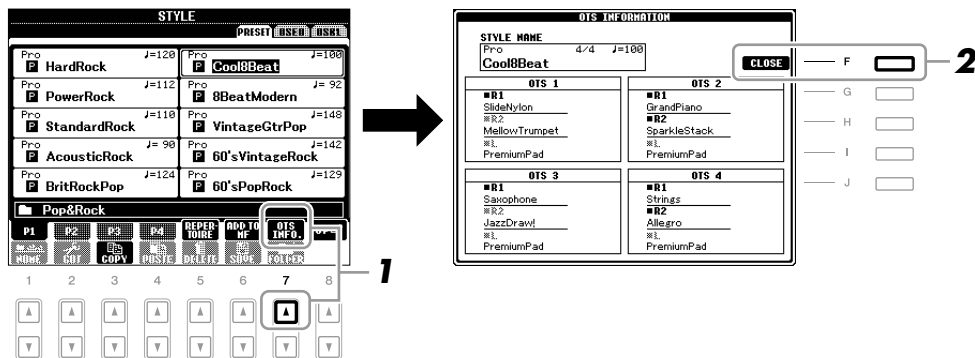 STYLE
PRESET USER USB1
Pro ♩=120
P HardRock
Pro ♩=100
P Cool8Beat
Pro ♩=112
P PowerRock
Pro ♩= 92
P 8BeatModern
Pro ♩=110
P StandardRock
Pro ♩=148
P VintageGtrPop
Pro ♩= 90
P AcousticRock
Pro ♩=142
P 60'sVintageRock
Pro ♩=124
P BritRockPop
Pro ♩=129
P 60'sPopRock
Pop&Rock
P1 P2 P3 P4 REPERTOIRE ADD TO MF OTS INFO.
NAME CUT COPY PASTE DELETE SAVE FOLDER
1 2 3 4 5 6 7 8
1
OTS INFORMATION
STYLE NAME
Pro 4/4 ♩=100
Cool8Beat
CLOSE
F
2
G
H
I
J
OTS 1
■R1
SlideNylon
※R2
MellowTrumpet
※L
PremiumPad
OTS 2
■R1
GrandPiano
■R2
SparkleStack
※L
PremiumPad
OTS 3
■R1
Saxophone
※R2
JazzDraw!
※L
PremiumPad
OTS 4
■R1
Strings
■R2
Allegro
※L
PremiumPad